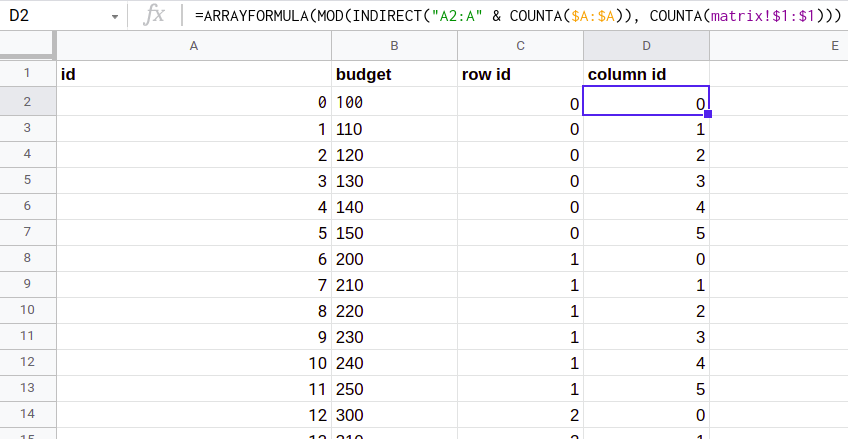 D2 fx =ARRAYFORMULA(MOD(INDIRECT("A2:A" & COUNTA($A:$A)), COUNTA(matrix!$1:$1)))
A B C D E
1 id budget row id column id
2 0 100 0 0
3 1 110 0 1
4 2 120 0 2
5 3 130 0 3
6 4 140 0 4
7 5 150 0 5
8 6 200 1 0
9 7 210 1 1
10 8 220 1 2
11 9 230 1 3
12 10 240 1 4
13 11 250 1 5
14 12 300 2 0
15 13 310 2 1